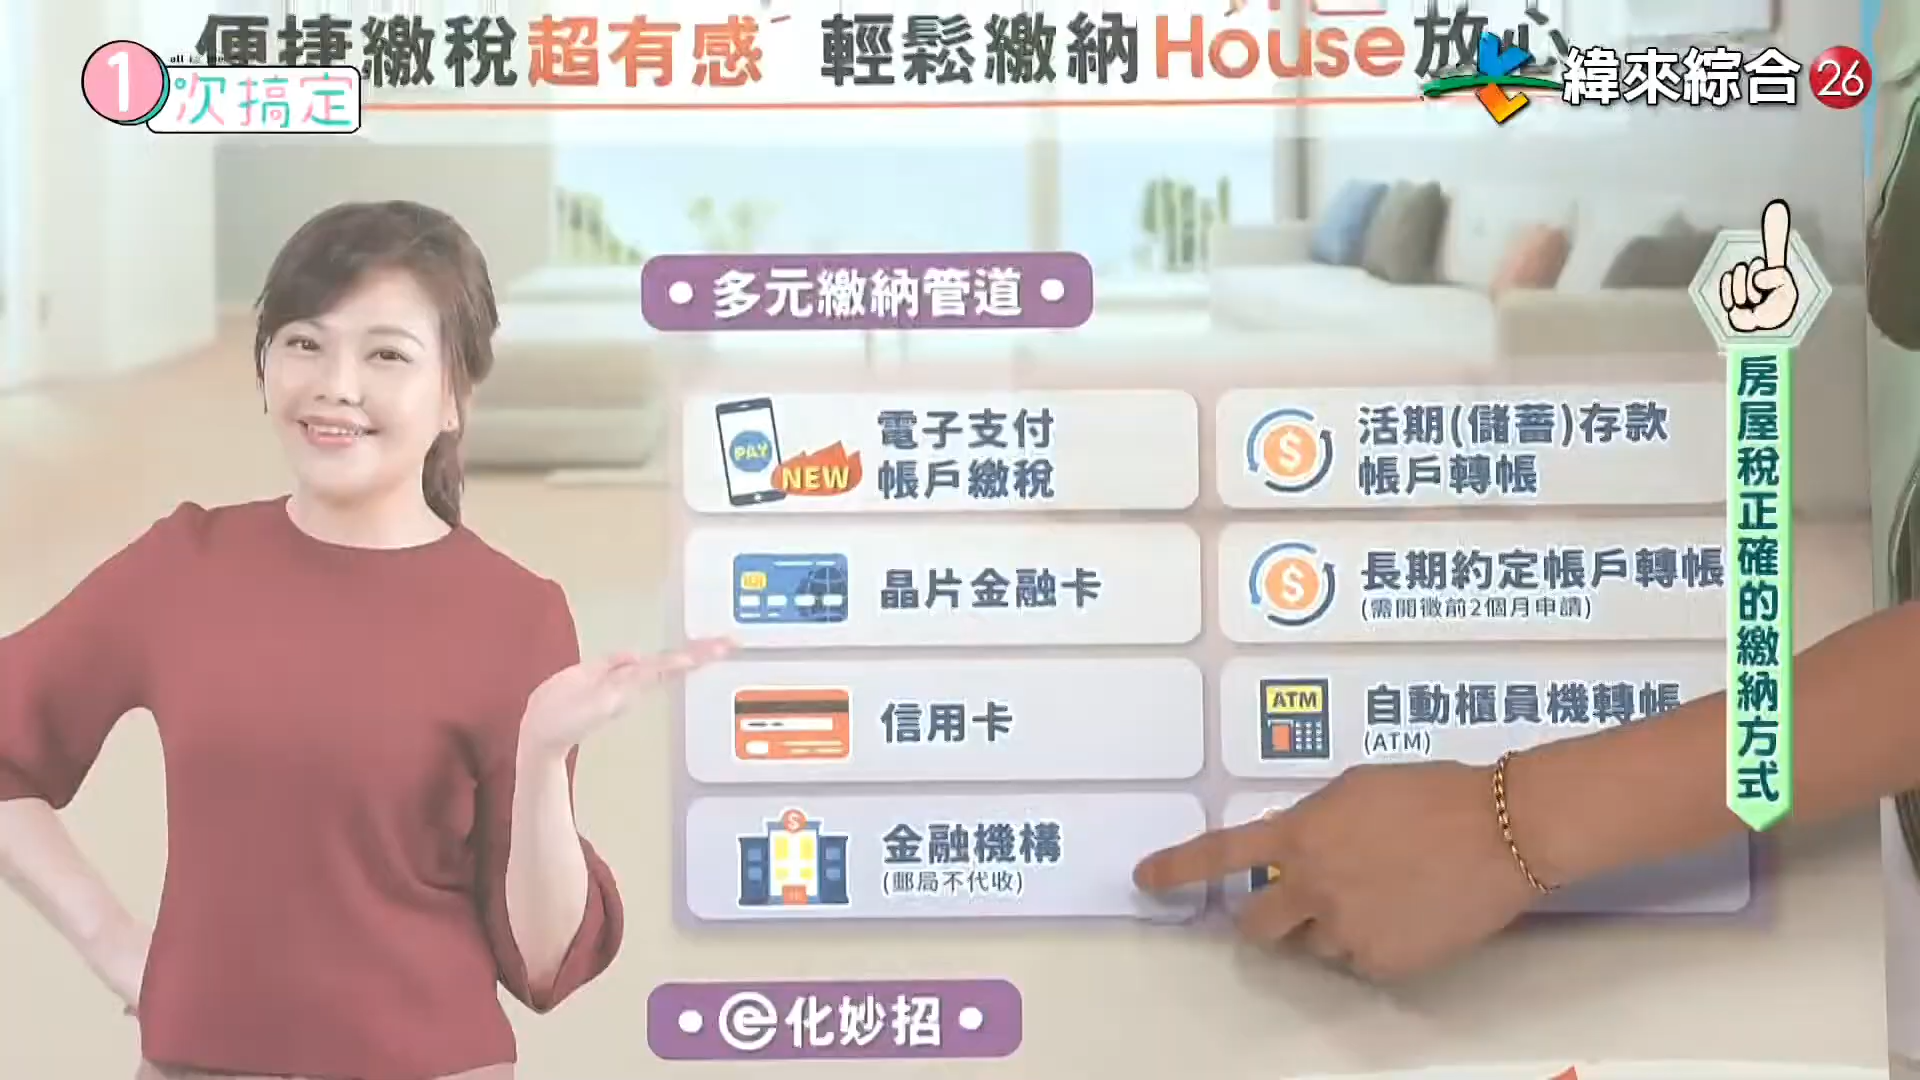 便捷繳稅超有感 輕鬆繳納House放心
1次搞定
緯來綜合26
多元繳納管道
PAY
NEW
電子支付
帳戶繳稅
活期(儲蓄)存款
帳戶轉帳
晶片金融卡
長期約定帳戶轉帳
(需開徵前2個月申請)
信用卡
ATM
自動櫃員機轉帳
(ATM)
金融機構
(郵局不代收)
e化妙招
房屋稅正確的繳納方式